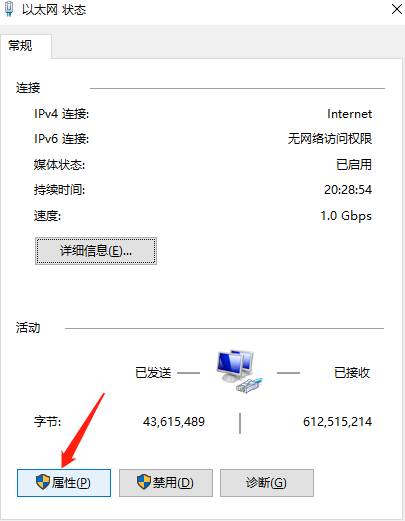 以太网 状态
常规
连接
IPv4 连接: Internet
IPv6 连接: 无网络访问权限
媒体状态: 已启用
持续时间: 20:28:54
速度: 1.0 Gbps
详细信息(E)...
活动
已发送 已接收
字节: 43,615,489 612,515,214
属性(P) 禁用(D) 诊断(G)